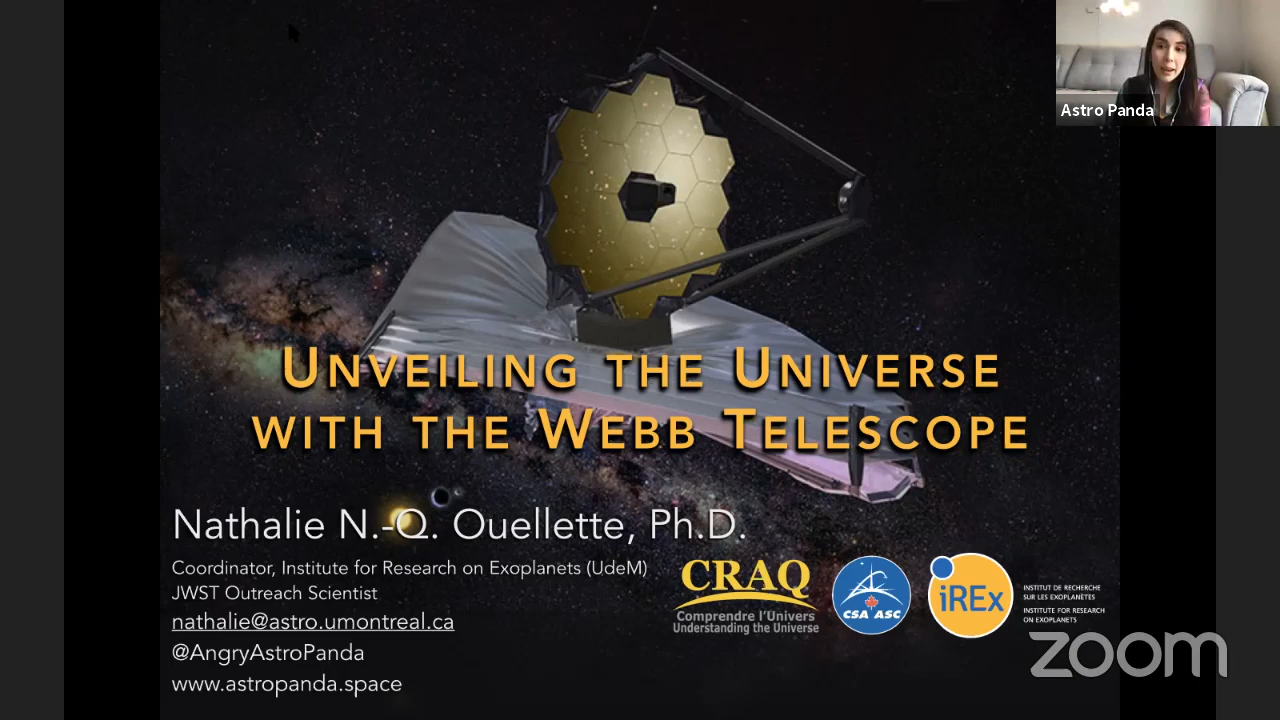 Astro Panda
UNVEILING THE UNIVERSE
WITH THE WEBB TELESCOPE
Nathalie N.-Q. Ouellette, Ph.D.
Coordinator, Institute for Research on Exoplanets (UdeM)
JWST Outreach Scientist
nathalie@astro.umontreal.ca
@AngryAstroPanda
www.astropanda.space
CRAQ
Comprendre l'Univers
Understanding the Universe
CSA ASC
iREx
INSTITUT DE RECHERCHE
SUR LES EXOPLANÈTES
INSTITUTE FOR RESEARCH
ON EXOPLANETS
zoom